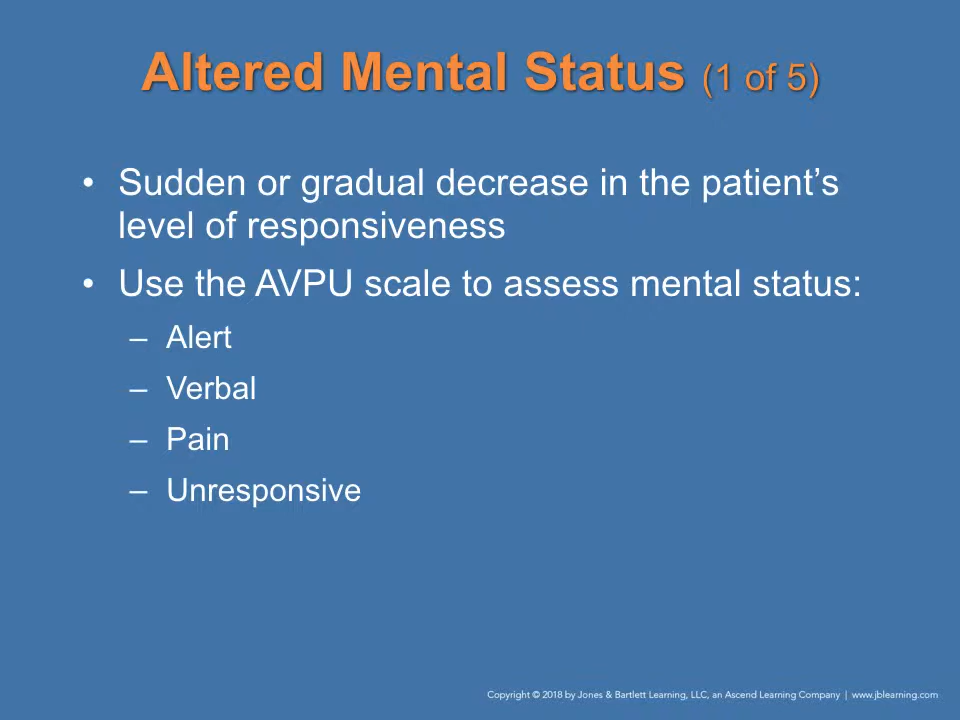 Altered Mental Status (1 of 5)
• Sudden or gradual decrease in the patient’s
level of responsiveness
• Use the AVPU scale to assess mental status:
– Alert
– Verbal
– Pain
– Unresponsive
Copyright © 2018 by Jones & Bartlett Learning, LLC, an Ascend Learning Company | www.jblearning.com